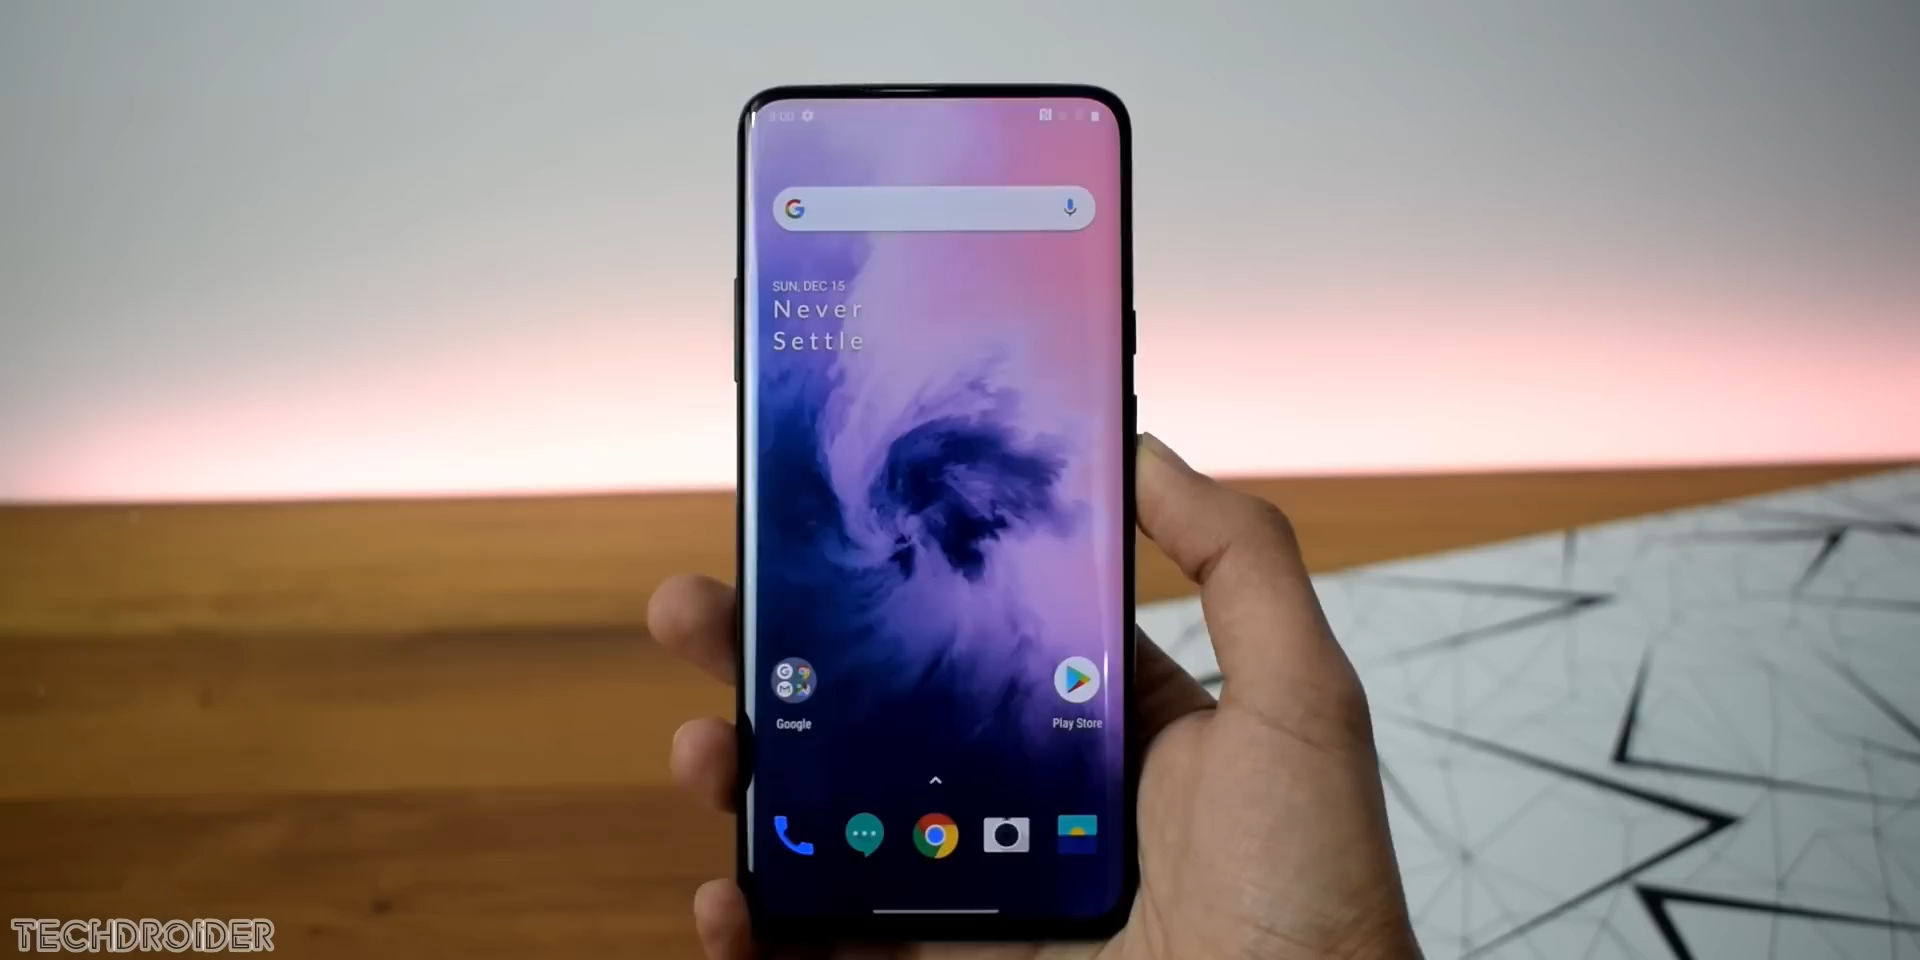 SUN, DEC 15
Never
Settle
Google
Play Store
TECHDROIDER